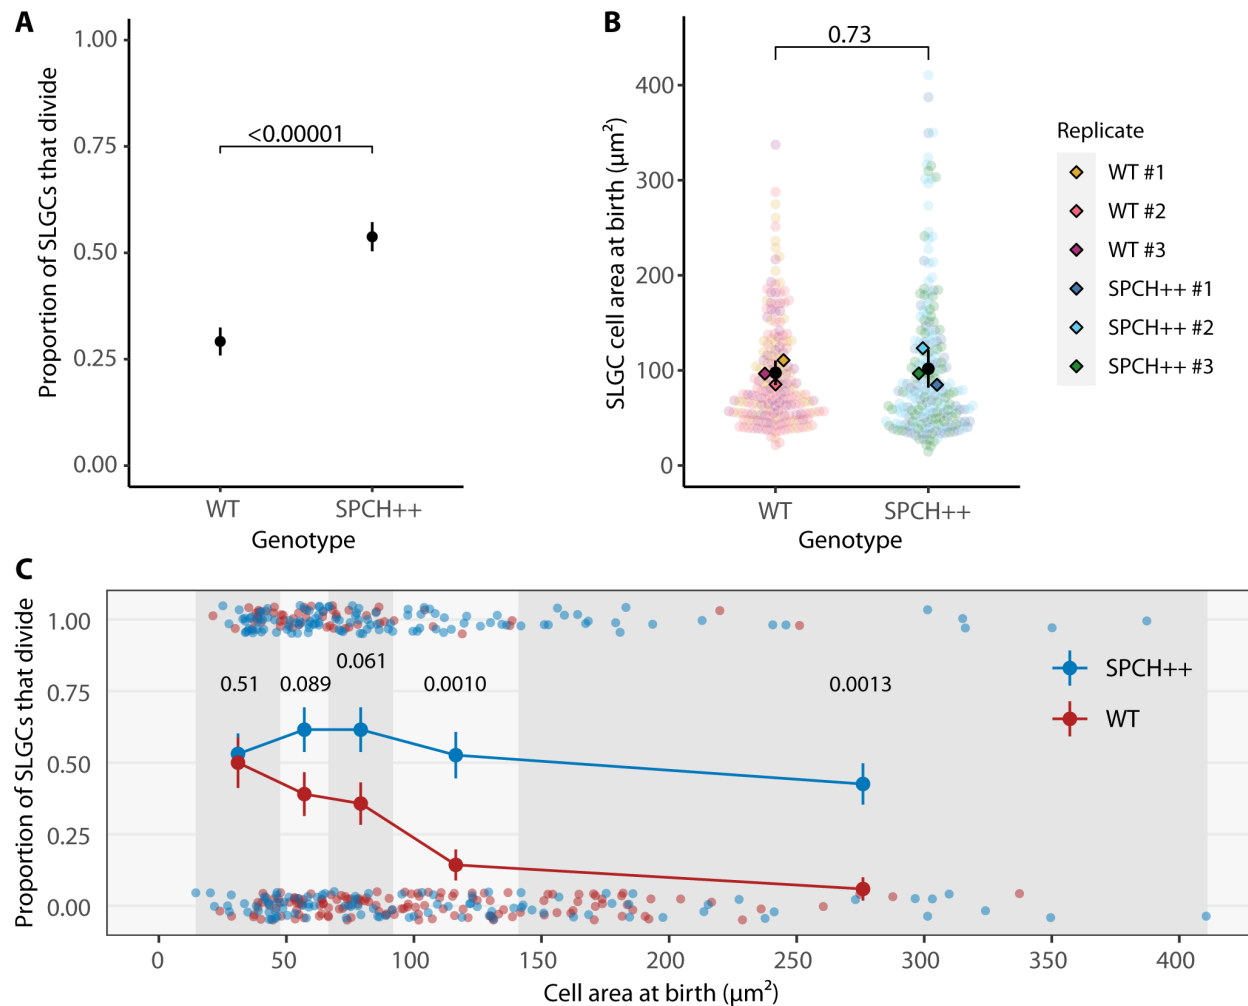 A
Proportion of SLGCs that divide
1.00
0.75
0.50
0.25
0.00
<0.00001
WT
SPCH++
Genotype
B
SLGC cell area at birth (μm²)
400
300
200
100
0
0.73
WT
SPCH++
Genotype
Replicate
WT #1
WT #2
WT #3
SPCH++ #1
SPCH++ #2
SPCH++ #3
C
Proportion of SLGCs that divide
1.00
0.75
0.50
0.25
0.00
0.51
0.089
0.061
0.0010
0.0013
SPCH++
WT
0
50
100
150
200
250
300
350
400
Cell area at birth (μm²)